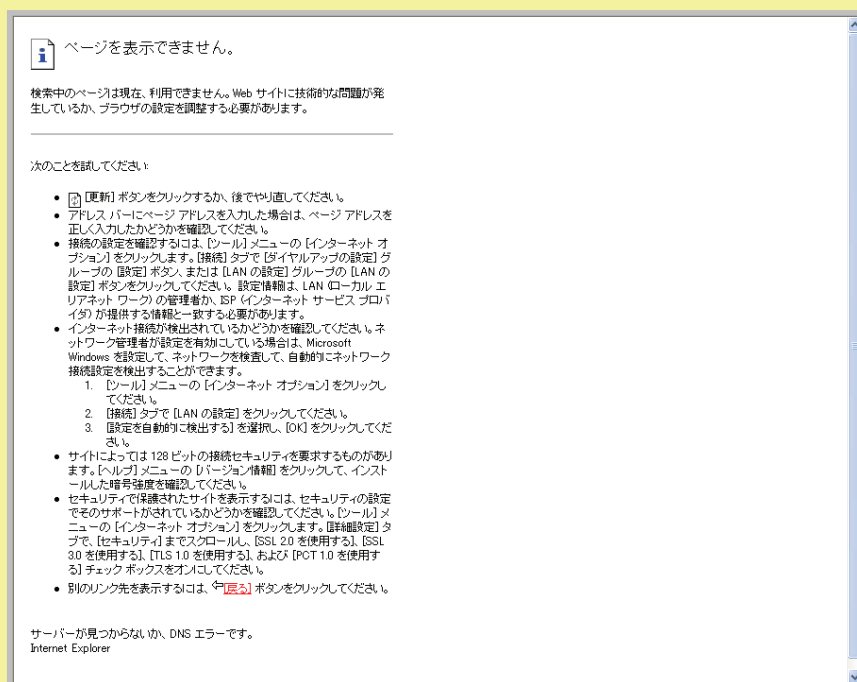 ページを表示できません。
検索中のページは現在、利用できません。Web サイトに技術的な問題が発
生しているか、ブラウザの設定を調整する必要があります。
次のことを試してください:
• [更新] ボタンをクリックするか、後でやり直してください。
• アドレス バーにページ アドレスを入力した場合は、ページ アドレスを
正しく入力したかどうかを確認してください。
• 接続の設定を確認するには、[ツール] メニューの [インターネット オ
プション] をクリックします。[接続] タブで [ダイヤルアップの設定] グ
ループの [設定] ボタン、または [LAN の設定] グループの [LAN の
設定] ボタンをクリックしてください。 設定情報は、LAN (ローカル エ
リアネット ワーク) の管理者か、ISP (インターネット サービス プロバ
イダ) が提供する情報と一致する必要があります。
• インターネット接続が検出されているかどうかを確認してください。ネ
ットワーク管理者が設定を有効にしている場合は、Microsoft
Windows を設定して、ネットワークを検査して、自動的にネットワーク
接続設定を検出することができます。
1. [ツール] メニューの [インターネット オプション] をクリックし
てください。
2. [接続] タブで [LAN の設定] をクリックしてください。
3. [設定を自動的に検出する] を選択し、[OK] をクリックしてくだ
さい。
• サイトによっては 128 ビットの接続セキュリティを要求するものがあり
ます。[ヘルプ] メニューの [バージョン情報] をクリックして、インスト
ールした暗号強度を確認してください。
• セキュリティで保護されたサイトを表示するには、セキュリティの設定
でそのサポートがされているかどうかを確認してください。[ツール] メ
ニューの [インターネット オプション] をクリックします。[詳細設定] タ
ブで、[セキュリティ] までスクロールし、[SSL 2.0 を使用する]、[SSL
3.0 を使用する]、[TLS 1.0 を使用する]、および [PCT 1.0 を使用す
る] チェック ボックスをオンにしてください。
• 別のリンク先を表示するには、[戻る] ボタンをクリックしてください。
サーバーが見つからないか、DNS エラーです。
Internet Explorer